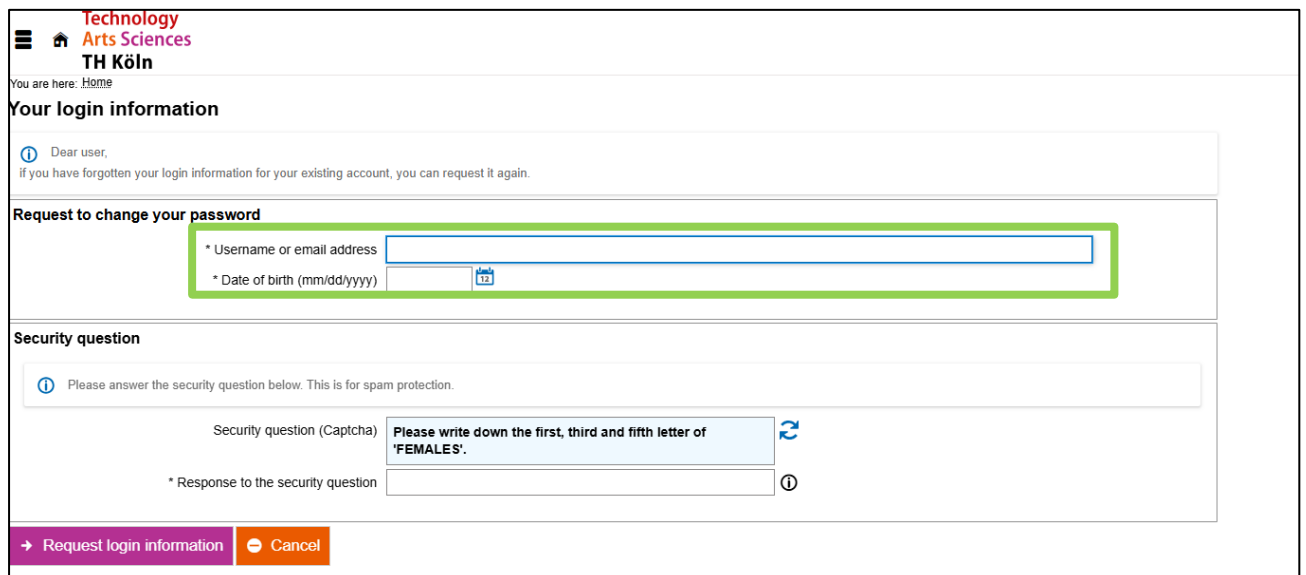 Technology
Arts Sciences
TH Köln
You are here: Home
Your login information
Dear user,
if you have forgotten your login information for your existing account, you can request it again.
Request to change your password
* Username or email address
* Date of birth (mm/dd/yyyy)
12
Security question
Please answer the security question below. This is for spam protection.
Security question (Captcha)
Please write down the first, third and fifth letter of
'FEMALES'.
* Response to the security question
Request login information
Cancel